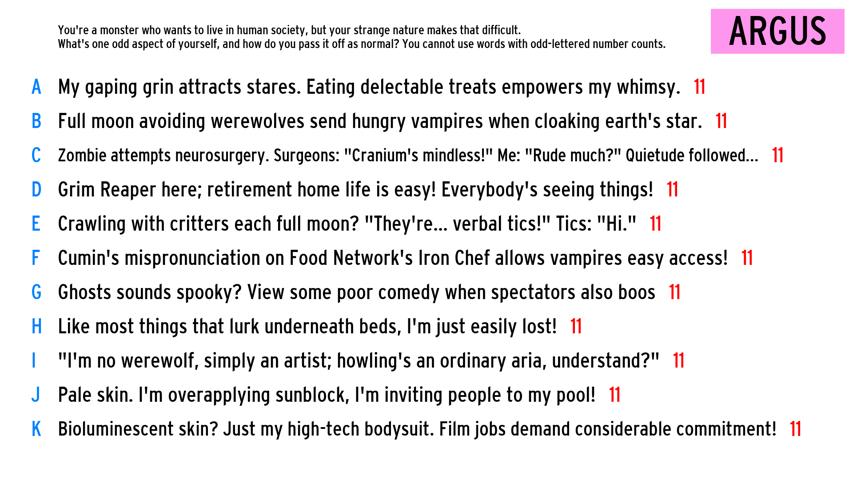 You're a monster who wants to live in human society, but your strange nature makes that difficult.
What's one odd aspect of yourself, and how do you pass it off as normal? You cannot use words with odd-lettered number counts.
ARGUS
A My gaping grin attracts stares. Eating delectable treats empowers my whimsy. 11
B Full moon avoiding werewolves send hungry vampires when cloaking earth's star. 11
C Zombie attempts neurosurgery. Surgeons: "Cranium's mindless!" Me: "Rude much?" Quietude followed... 11
D Grim Reaper here; retirement home life is easy! Everybody's seeing things! 11
E Crawling with critters each full moon? "They're... verbal tics!" Tics: "Hi." 11
F Cumin's mispronunciation on Food Network's Iron Chef allows vampires easy access! 11
G Ghosts sounds spooky? View some poor comedy when spectators also boos 11
H Like most things that lurk underneath beds, I'm just easily lost! 11
I "I'm no werewolf, simply an artist; howling's an ordinary aria, understand?" 11
J Pale skin. I'm overapplying sunblock, I'm inviting people to my pool! 11
K Bioluminescent skin? Just my high-tech bodysuit. Film jobs demand considerable commitment! 11